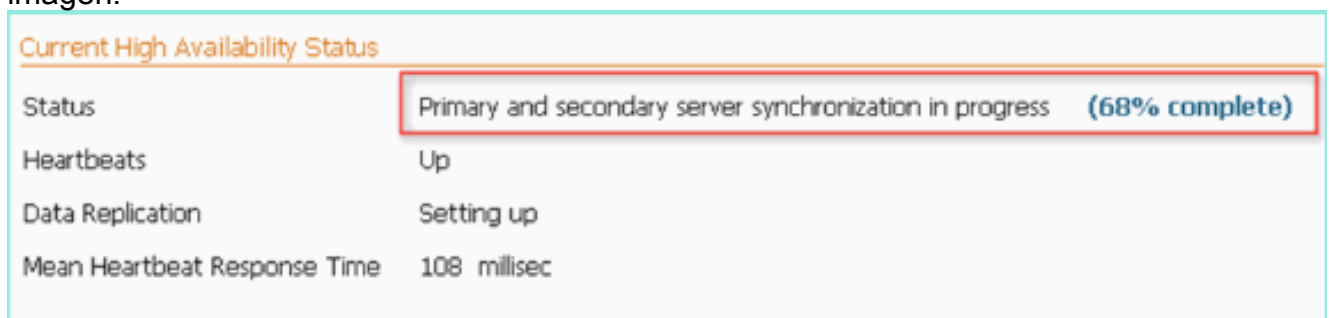 imagen.
Current High Availability Status
Status Primary and secondary server synchronization in progress (68% complete)
Heartbeats Up
Data Replication Setting up
Mean Heartbeat Response Time 108 millisec